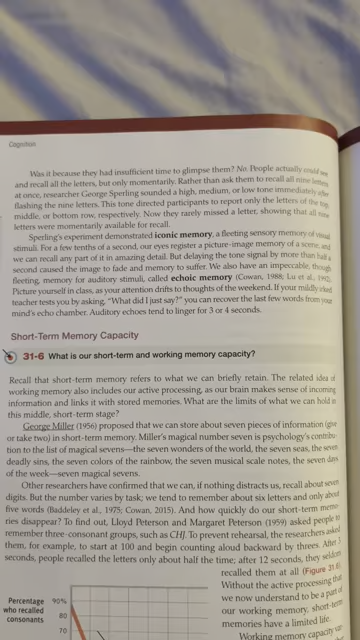 Cognition
Was it because they had insufficient time to glimpse them? No. People actually could see
and recall all the letters, but only momentarily. Rather than ask them to recall all nine letters
at once, researcher George Sperling sounded a high, medium, or low tone immediately after
flashing the nine letters. This tone directed participants to report only the letters of the top,
middle, or bottom row, respectively. Now they rarely missed a letter, showing that all nine
letters were momentarily available for recall.
Sperling's experiment demonstrated iconic memory, a fleeting sensory memory of visual
stimuli. For a few tenths of a second, our eyes register a picture-image memory of a scene, and
we can recall any part of it in amazing detail. But delaying the tone signal by more than half a
second caused the image to fade and memory to suffer. We also have an impeccable, though
fleeting, memory for auditory stimuli, called echoic memory (Cowan, 1988; Lu et al., 1992).
Picture yourself in class, as your attention drifts to thoughts of the weekend. If your mildly irked
teacher tests you by asking, "What did I just say?" you can recover the last few words from your
mind's echo chamber. Auditory echoes tend to linger for 3 or 4 seconds.
Short-Term Memory Capacity
31-6 What is our short-term and working memory capacity?
Recall that short-term memory refers to what we can briefly retain. The related idea of
working memory also includes our active processing, as our brain makes sense of incoming
information and links it with stored memories. What are the limits of what we can hold in
this middle, short-term stage?
George Miller (1956) proposed that we can store about seven pieces of information (give
or take two) in short-term memory. Miller's magical number seven is psychology's contribu-
tion to the list of magical sevens—the seven wonders of the world, the seven seas, the seven
deadly sins, the seven colors of the rainbow, the seven musical scale notes, the seven days
of the week—seven magical sevens.
Other researchers have confirmed that we can, if nothing distracts us, recall about seven
digits. But the number varies by task; we tend to remember about six letters and only about
five words (Baddeley et al., 1975; Cowan, 2015). And how quickly do our short-term memo-
ries disappear? To find out, Lloyd Peterson and Margaret Peterson (1959) asked people to
remember three-consonant groups, such as CHJ. To prevent rehearsal, the researchers asked
them, for example, to start at 100 and begin counting aloud backward by threes. After 3
seconds, people recalled the letters only about half the time; after 12 seconds, they seldom
recalled them at all (Figure 31.6).
Without the active processing that
we now understand to be a part of
our working memory, short-term
memories have a limited life.
Working memory capacity
Percentage
who recalled
consonants
90%
80
70